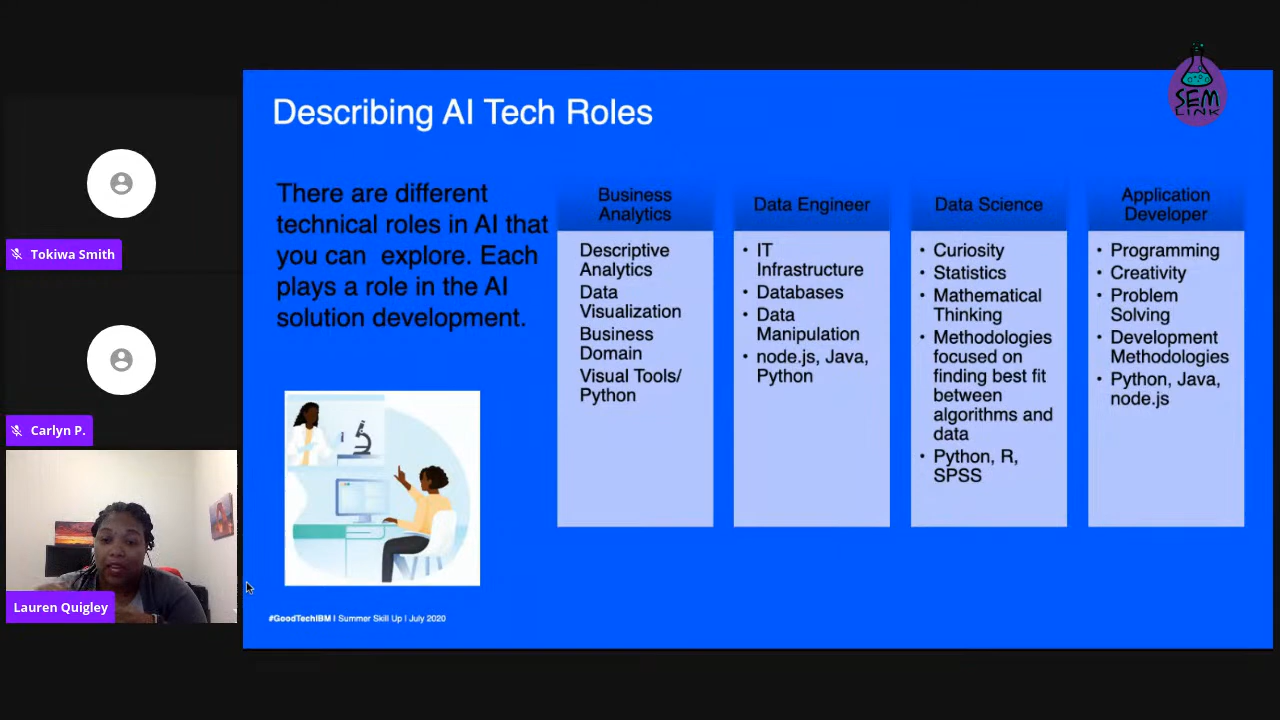 SEM
LINK
Describing AI Tech Roles
There are different
technical roles in AI that
you can  explore. Each
plays a role in the AI
solution development.
Business
Analytics
Descriptive
Analytics
Data
Visualization
Business
Domain
Visual Tools/
Python
Data Engineer
• IT
Infrastructure
• Databases
• Data
Manipulation
• node.js, Java,
Python
Data Science
• Curiosity
• Statistics
• Mathematical
Thinking
• Methodologies
focused on
finding best fit
between
algorithms and
data
• Python, R,
SPSS
Application
Developer
• Programming
• Creativity
• Problem
Solving
• Development
Methodologies
• Python, Java,
node.js
#GoodTechIBM | Summer Skill Up | July 2020
Tokiwa Smith
Carlyn P.
Lauren Quigley